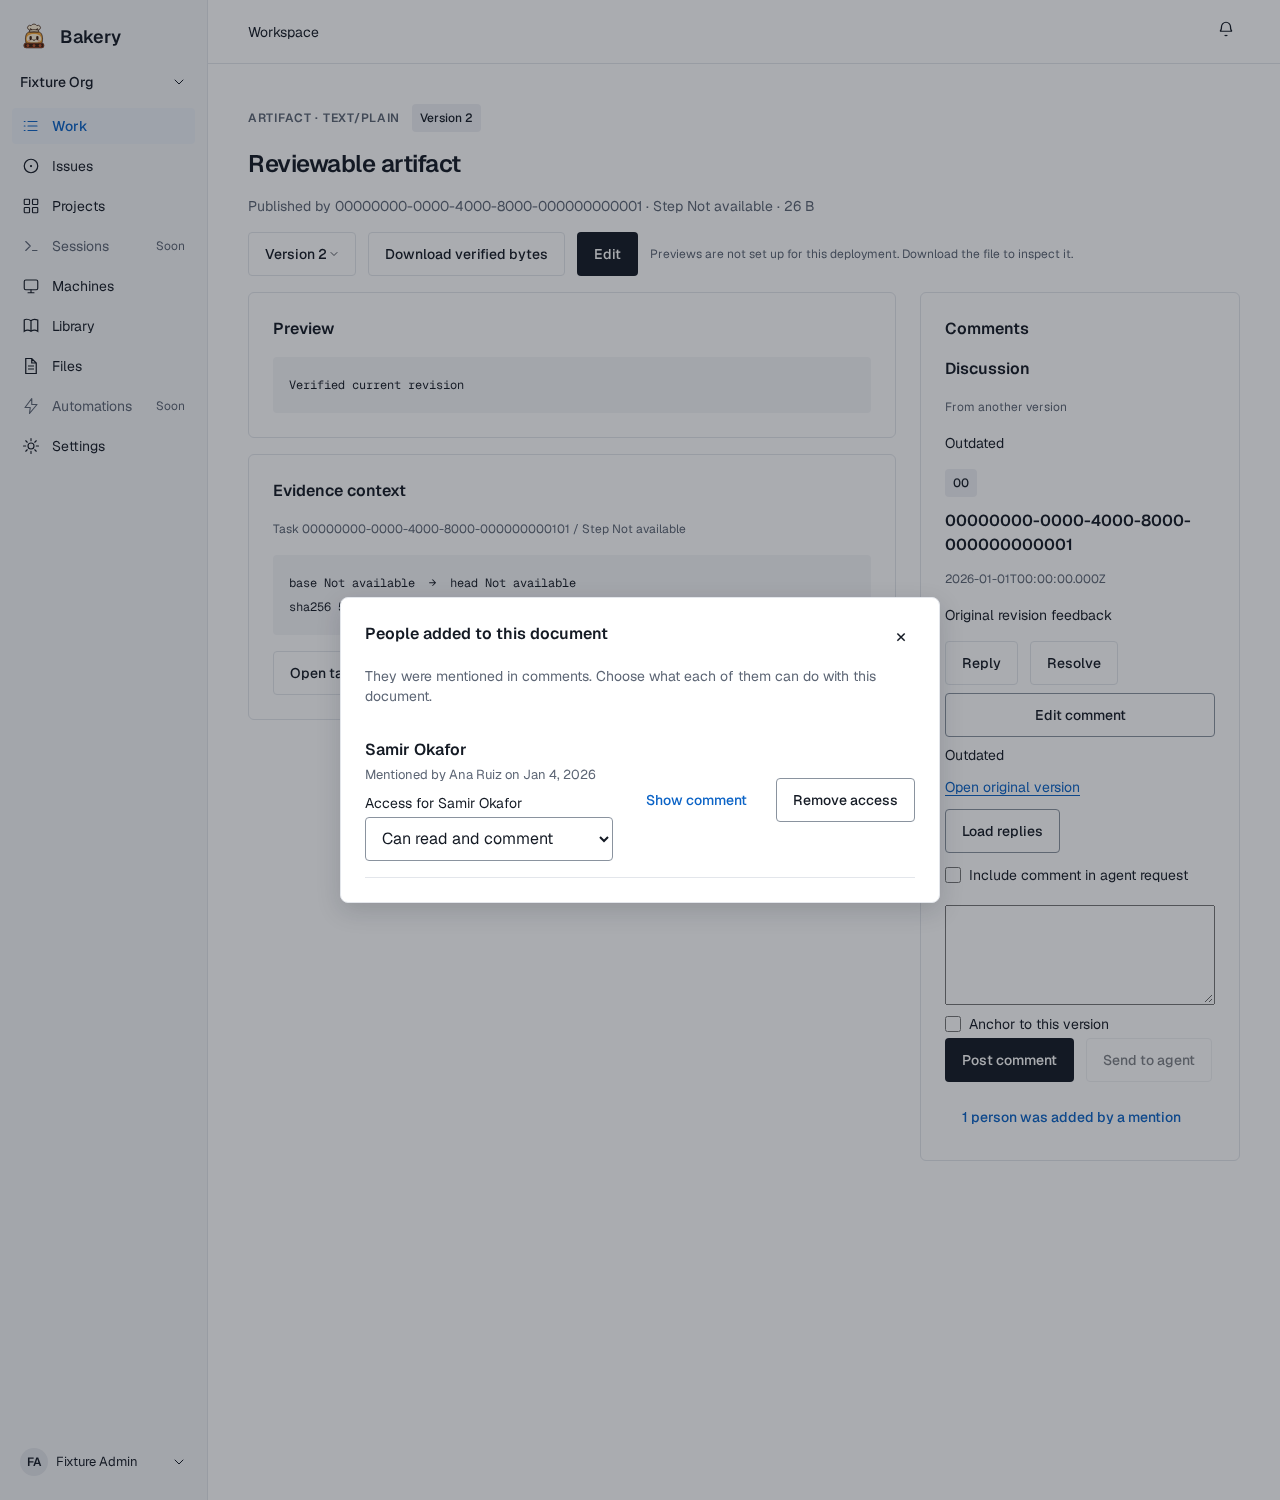 Bakery
Fixture Org
Work
Issues
Projects
Sessions Soon
Machines
Library
Files
Automations Soon
Settings
FA Fixture Admin
Workspace
ARTIFACT · TEXT/PLAIN Version 2
Reviewable artifact
Published by 00000000-0000-4000-8000-000000000001 · Step Not available · 26 B
Version 2 Download verified bytes Edit Previews are not set up for this deployment. Download the file to inspect it.
Preview
Verified current revision
Evidence context
Task 00000000-0000-4000-8000-000000000101 / Step Not available
base Not available → head Not available
sha256
Open
People added to this document
×
They were mentioned in comments. Choose what each of them can do with this
document.
Samir Okafor
Mentioned by Ana Ruiz on Jan 4, 2026
Access for Samir Okafor
Can read and comment
Show comment
Remove access
Comments
Discussion
From another version
Outdated
00
00000000-0000-4000-8000-
000000000001
2026-01-01T00:00:00.000Z
Original revision feedback
Reply Resolve
Edit comment
Outdated
Open original version
Load replies
Include comment in agent request
Anchor to this version
Post comment Send to agent
1 person was added by a mention